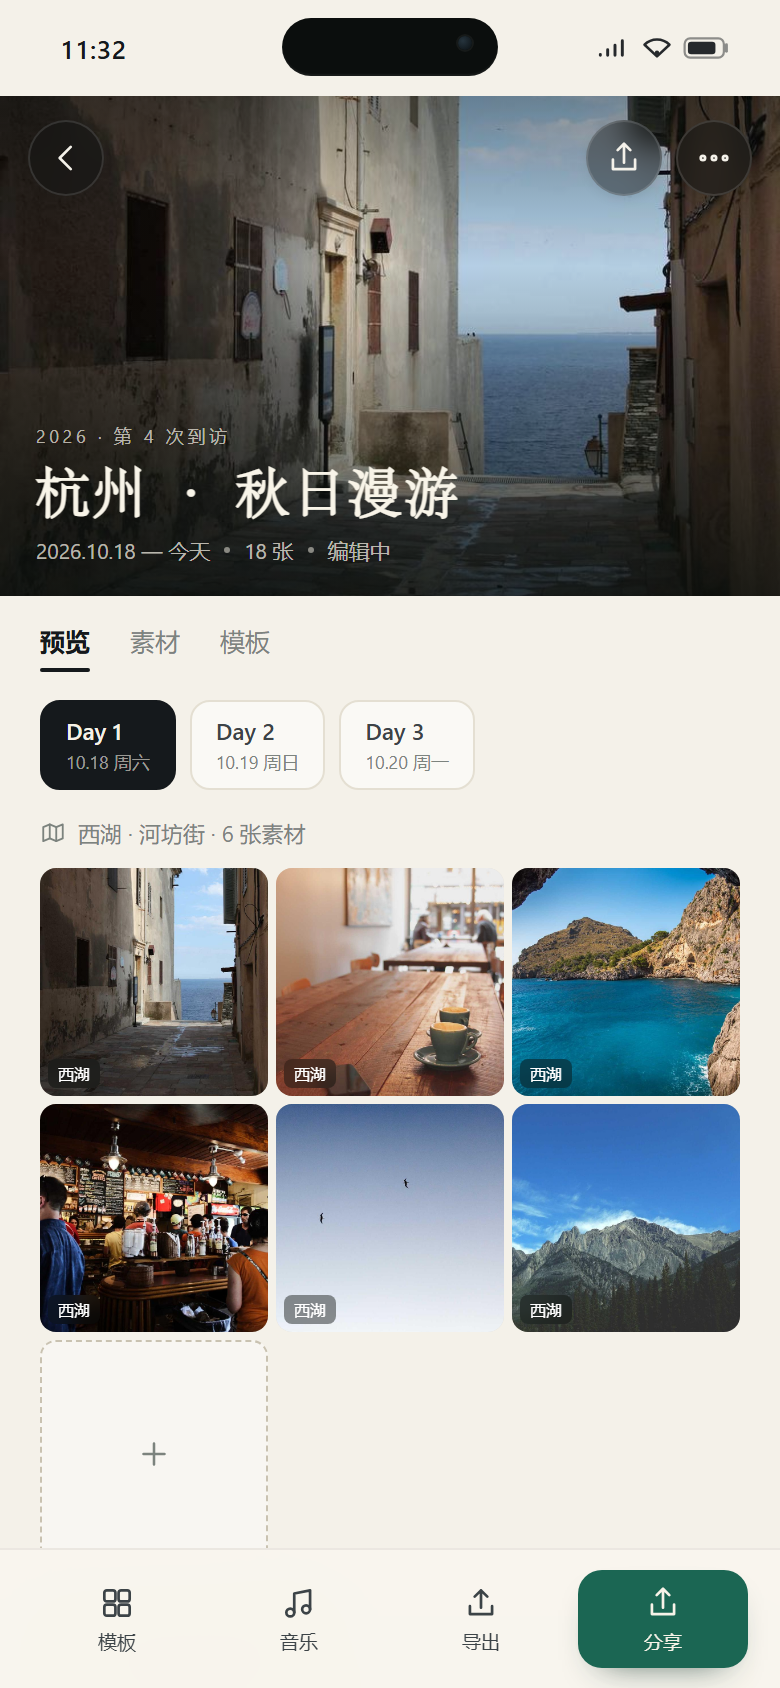 11:32
2026 · 第 4 次到访
杭州 · 秋日漫游
2026.10.18 — 今天 • 18 张 • 编辑中
预览 素材 模板
Day 1
10.18 周六
Day 2
10.19 周日
Day 3
10.20 周一
西湖 · 河坊街 · 6 张素材
西湖
西湖
西湖
西湖
西湖
西湖
模板
音乐
导出
分享